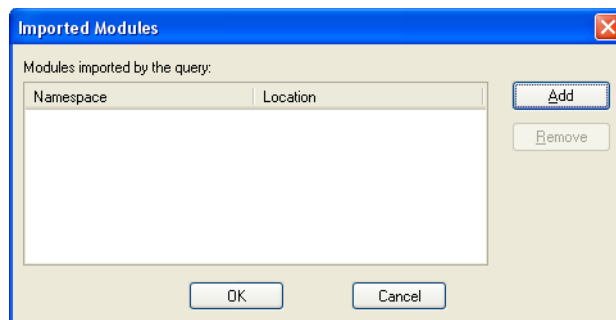 Imported Modules
Modules imported by the query:
Namespace Location
Add
Remove
OK Cancel